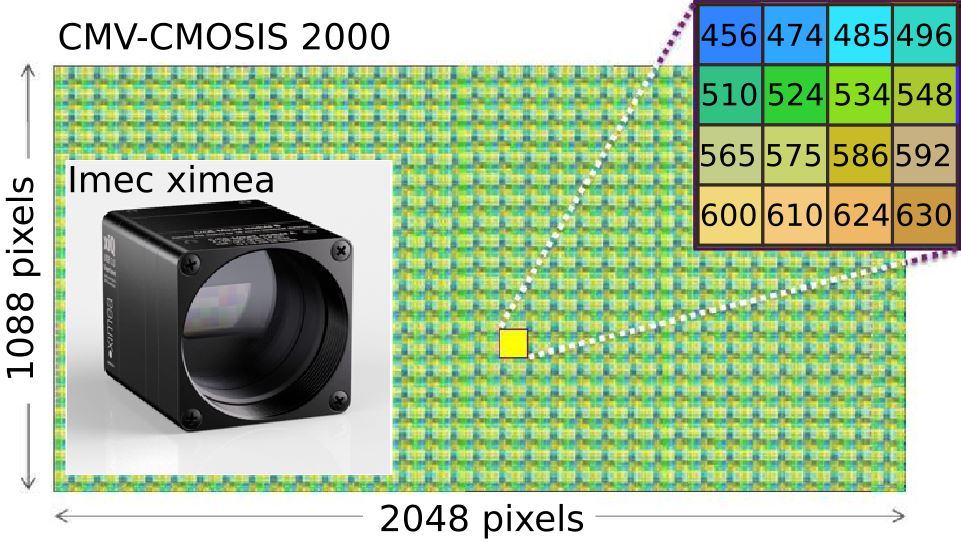 CMV-CMOSIS 2000
456 474 485 496
510 524 534 548
565 575 586 592
600 610 624 630
Imec ximea
1088 pixels
2048 pixels